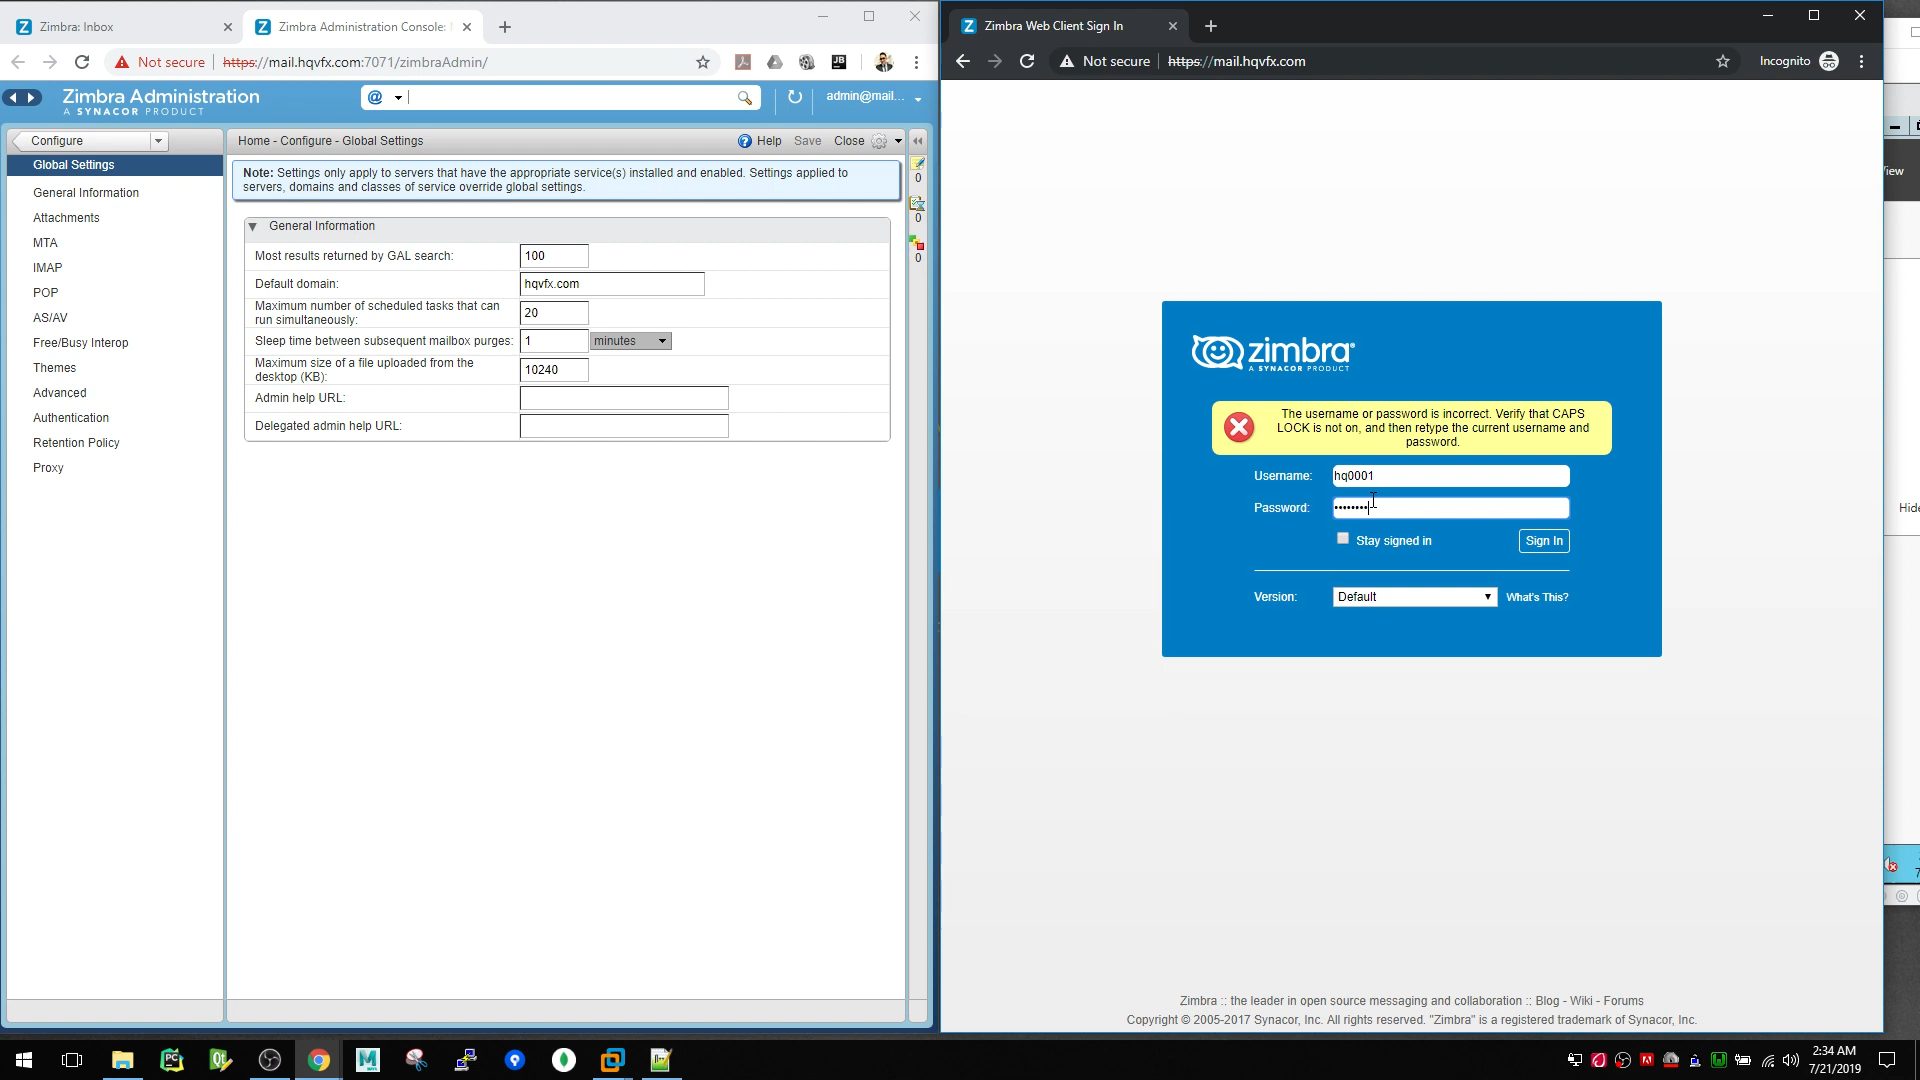 Zimbra: Inbox
Zimbra Administration Console:
Not secure
https://mail.hqvfx.com:7071/zimbraAdmin/
JB
Zimbra Administration
A SYNACOR PRODUCT
@
admin@mail...
Configure
Home - Configure - Global Settings
Help
Save
Close
Global Settings
General Information
Attachments
MTA
IMAP
POP
AS/AV
Free/Busy Interop
Themes
Advanced
Authentication
Retention Policy
Proxy
Note: Settings only apply to servers that have the appropriate service(s) installed and enabled. Settings applied to
servers, domains and classes of service override global settings.
0
0
0
General Information
Most results returned by GAL search:
100
Default domain:
hqvfx.com
Maximum number of scheduled tasks that can
run simultaneously:
20
Sleep time between subsequent mailbox purges:
1
minutes
Maximum size of a file uploaded from the
desktop (KB):
10240
Admin help URL:
Delegated admin help URL:
Zimbra Web Client Sign In
Not secure
https://mail.hqvfx.com
Incognito
zimbra
A SYNACOR PRODUCT
The username or password is incorrect. Verify that CAPS
LOCK is not on, and then retype the current username and
password.
Username:
hq0001
Password:
••••••••
Stay signed in
Sign In
Version:
Default
What's This?
Zimbra :: the leader in open source messaging and collaboration :: Blog - Wiki - Forums
Copyright © 2005-2017 Synacor, Inc. All rights reserved. "Zimbra" is a registered trademark of Synacor, Inc.
iew
Hide
PC
Qt
M
2:34 AM
7/21/2019